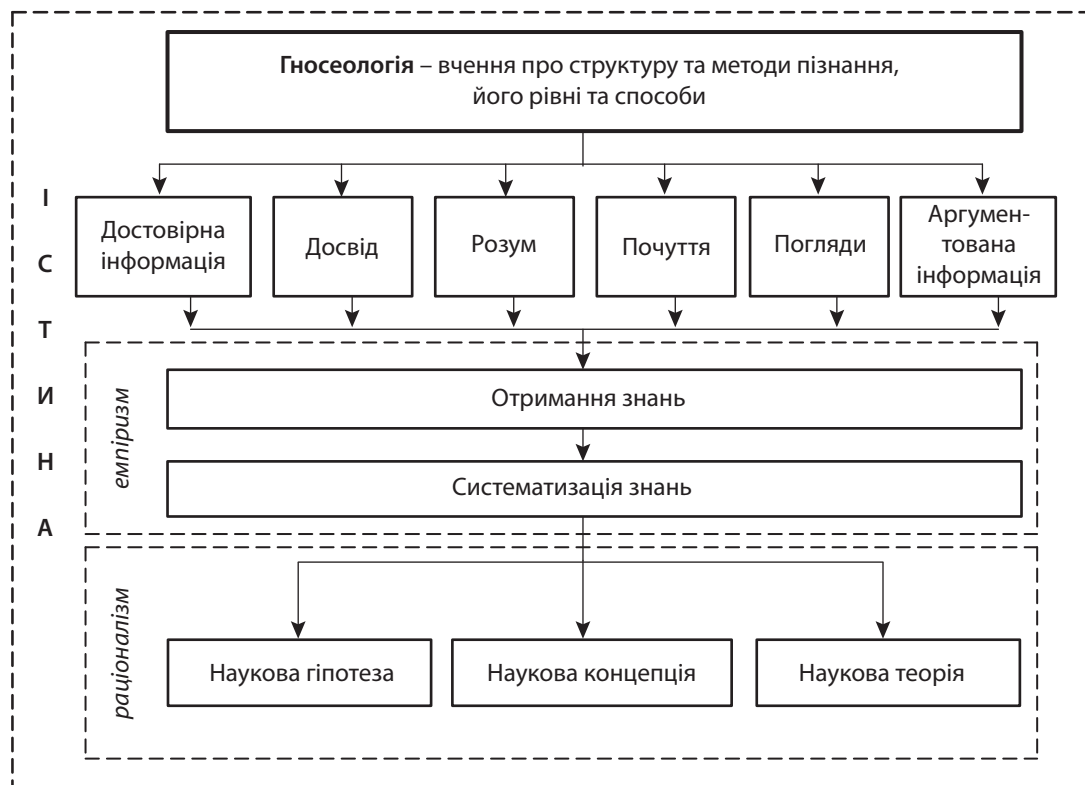 Гносеологія – вчення про структуру та методи пізнання,
його рівні та способи
І
С
Т
И
Н
А
Достовірна
інформація
Досвід
Розум
Почуття
Погляди
Аргумен-
тована
інформація
емпіризм
Отримання знань
Систематизація знань
раціоналізм
Наукова гіпотеза
Наукова концепція
Наукова теорія